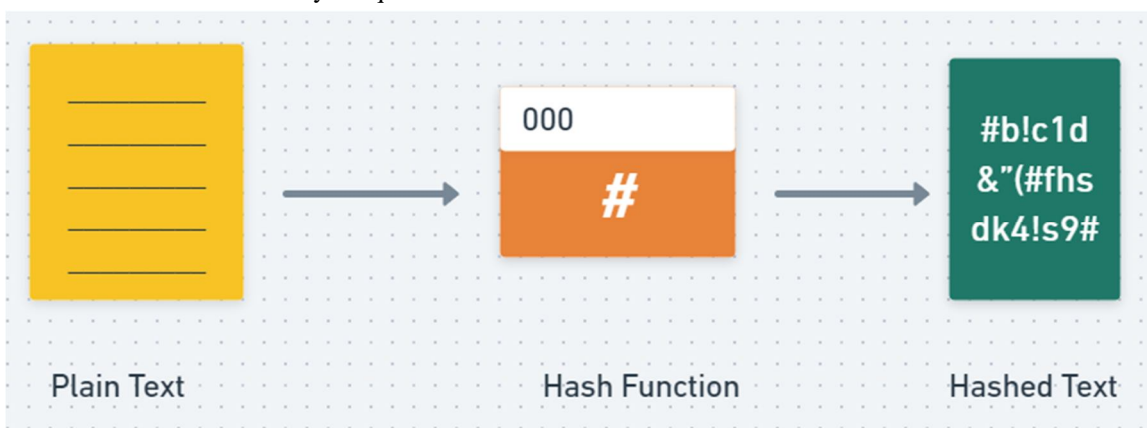 000
#
#b!c1d
&”(#fhs
dk4!s9#
Plain Text
Hash Function
Hashed Text